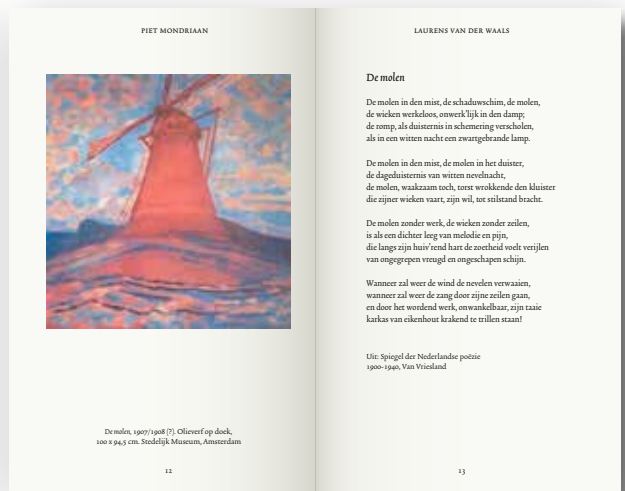 PIET MONDRIAAN
De molen, 1907/1908 (?). Olieverf op doek,
100 x 94,5 cm. Stedelijk Museum, Amsterdam
12
LAURENS VAN DER WAALS
De molen
De molen in den mist, de schaduwschim, de molen,
de wieken werkeloos, onwerk'lijk in den damp;
de romp, als duisternis in schemering verscholen,
als in een witten nacht een zwartgebrande lamp.
De molen in den mist, de molen in het duister,
de dageduisternis van witten nevelnacht,
de molen, waakzaam toch, torst wrokkende den kluister
die zijner wieken vaart, zijn wil, tot stilstand bracht.
De molen zonder werk, de wieken zonder zeilen,
is als een dichter leeg van melodie en pijn,
die langs zijn huiv'rend hart de zoetheid voelt verijlen
van ongegrepen vreugd en ongeschapen schijn.
Wanneer zal weer de wind de nevelen verwaaien,
wanneer zal weer de zang door zijne zeilen gaan,
en door het wordend werk, onwankelbaar, zijn taaie
karkas van eikenhout krakend te trillen staan!
Uit: Spiegel der Nederlandse poëzie
1900-1940, Van Vriesland
13